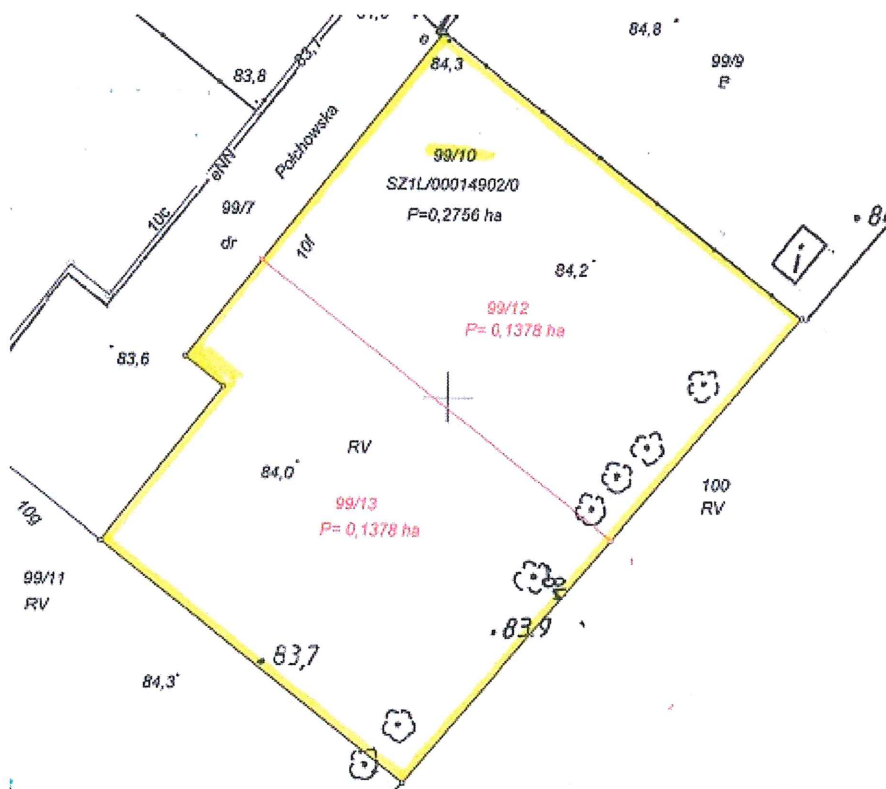 84,8
83,7
83,8
99/9
B
e
84,3
Połchowska
99/10
SZ1L/00014902/0
P=0,2756 ha
eNN
10c
99/7
dr
10f
i
84,2
99/12
P= 0,1378 ha
83,6
RV
84,0
99/13
P= 0,1378 ha
100
RV
10g
99/11
RV
83,9
83,7
84,3